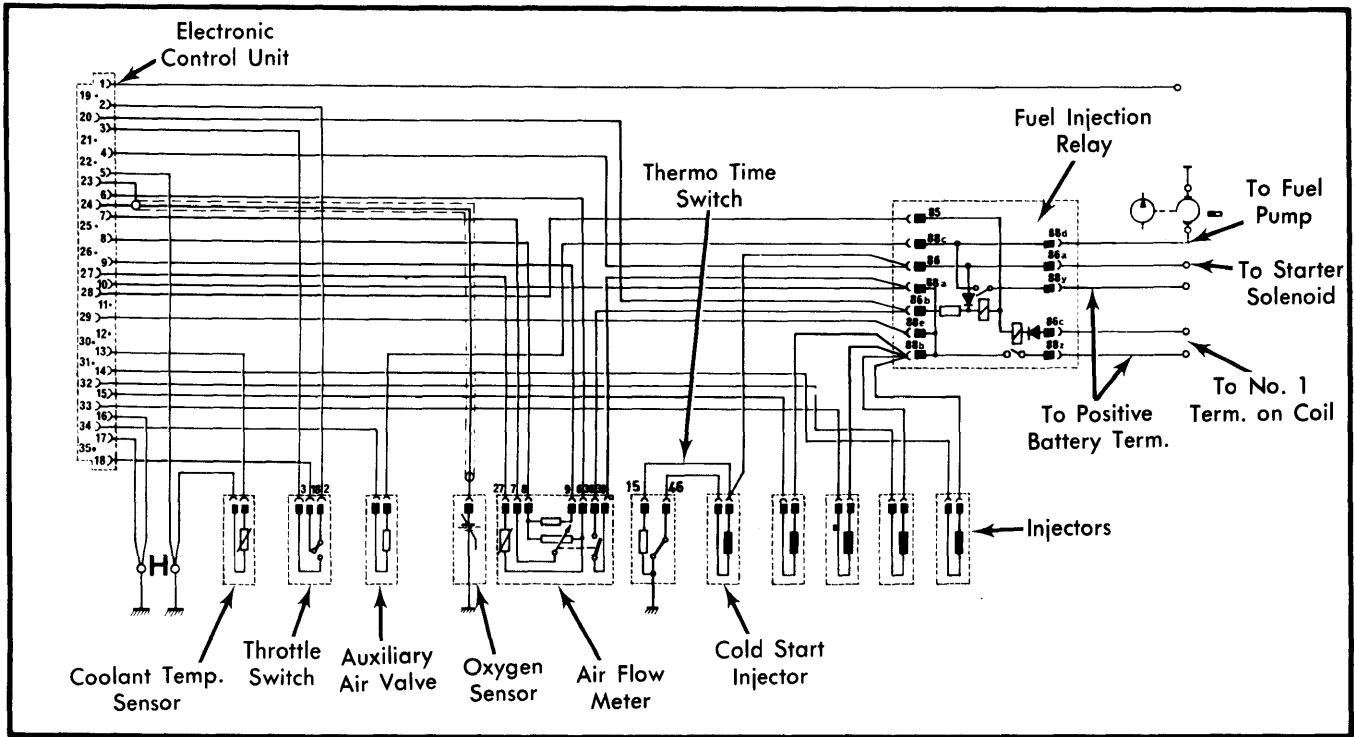 Electronic
Control Unit
1
19
2
20
3
21
4
22
5
23
6
24
7
25
8
26
9
27
10
28
11
29
12
30
13
31
14
32
15
33
16
34
17
35
18
Fuel Injection
Relay
Thermo Time
Switch
To Fuel
Pump
To Starter
Solenoid
To No. 1
Term. on Coil
To Positive
Battery Term.
85
88c
86
88a
86b
88e
88b
88d
86a
88y
86c
88z
3 18 2
27 7 8 9 6 36 39
15 46
H
Injectors
Coolant Temp.
Sensor
Throttle
Switch
Auxiliary
Air Valve
Oxygen
Sensor
Air Flow
Meter
Cold Start
Injector